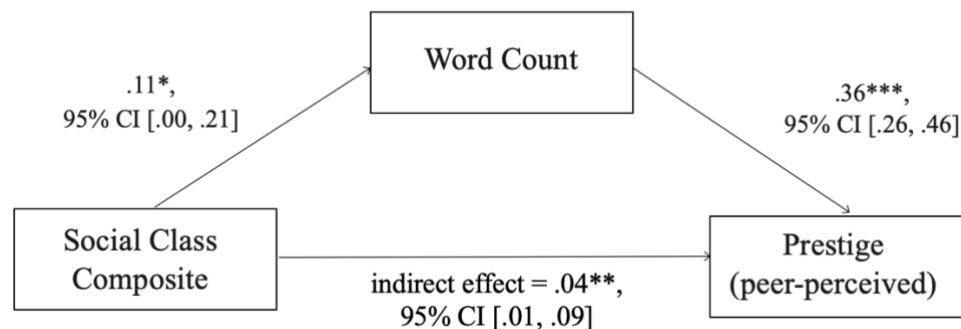 Word Count
.11*,
95% CI [.00, .21]
.36***,
95% CI [.26, .46]
Social Class
Composite
indirect effect = .04**,
95% CI [.01, .09]
Prestige
(peer-perceived)